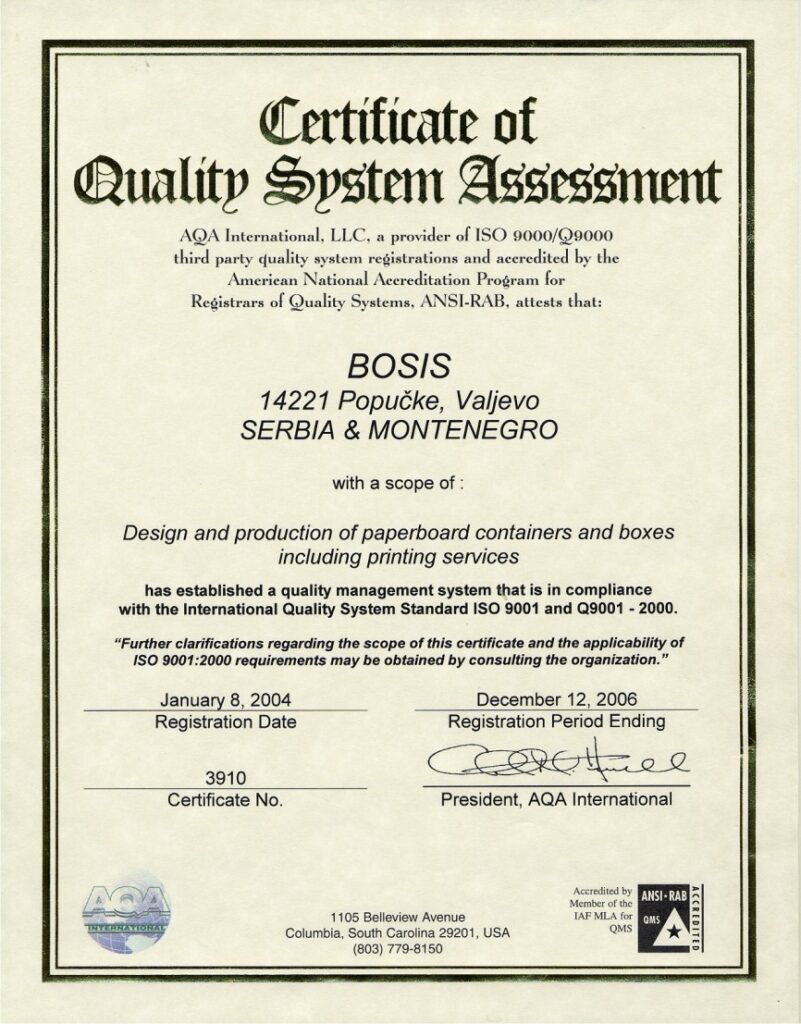 Certificate of
Quality System Assessment
AQA International, LLC, a provider of ISO 9000/Q9000
third party quality system registrations and accredited by the
American National Accreditation Program for
Registrars of Quality Systems, ANSI-RAB, attests that:
BOSIS
14221 Popučke, Valjevo
SERBIA & MONTENEGRO
with a scope of :
Design and production of paperboard containers and boxes
including printing services
has established a quality management system that is in compliance
with the International Quality System Standard ISO 9001 and Q9001 - 2000.
“Further clarifications regarding the scope of this certificate and the applicability of
ISO 9001:2000 requirements may be obtained by consulting the organization.”
January 8, 2004
Registration Date
December 12, 2006
Registration Period Ending
3910
Certificate No.
President, AQA International
AQA
INTERNATIONAL
1105 Belleview Avenue
Columbia, South Carolina 29201, USA
(803) 779-8150
Accredited by
Member of the
IAF MLA for
QMS
ANSI·RAB
QMS
ACCREDITED